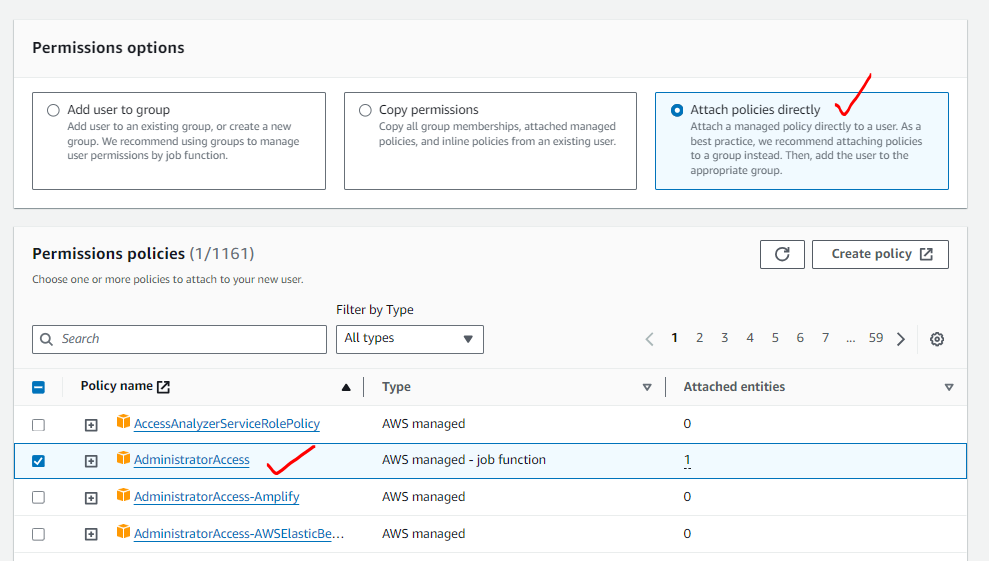 Permissions options
Add user to group
Add user to an existing group, or create a new
group. We recommend using groups to manage
user permissions by job function.
Copy permissions
Copy all group memberships, attached managed
policies, and inline policies from an existing user.
Attach policies directly
Attach a managed policy directly to a user. As a
best practice, we recommend attaching policies
to a group instead. Then, add the user to the
appropriate group.
Permissions policies (1/1161)
Choose one or more policies to attach to your new user.
Create policy
Filter by Type
Search
All types
1 2 3 4 5 6 7 ... 59
Policy name Type Attached entities
AccessAnalyzerServiceRolePolicy AWS managed 0
AdministratorAccess AWS managed - job function 1
AdministratorAccess-Amplify AWS managed 0
AdministratorAccess-AWSElasticBe... AWS managed 0